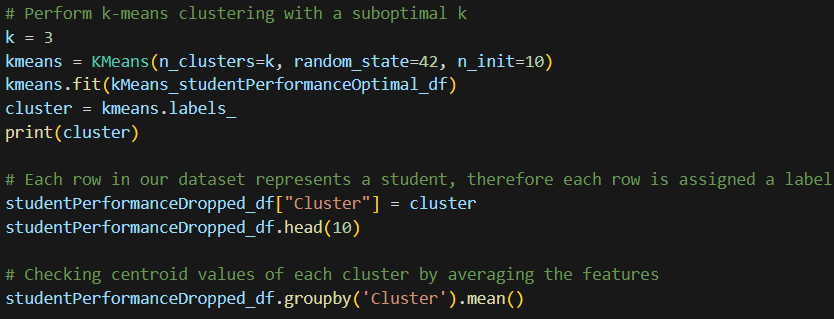 # Perform k-means clustering with a suboptimal k
k = 3
kmeans = KMeans(n_clusters=k, random_state=42, n_init=10)
kmeans.fit(kMeans_studentPerformanceOptimal_df)
cluster = kmeans.labels_
print(cluster)
# Each row in our dataset represents a student, therefore each row is assigned a label
studentPerformanceDropped_df["Cluster"] = cluster
studentPerformanceDropped_df.head(10)
# Checking centroid values of each cluster by averaging the features
studentPerformanceDropped_df.groupby('Cluster').mean()